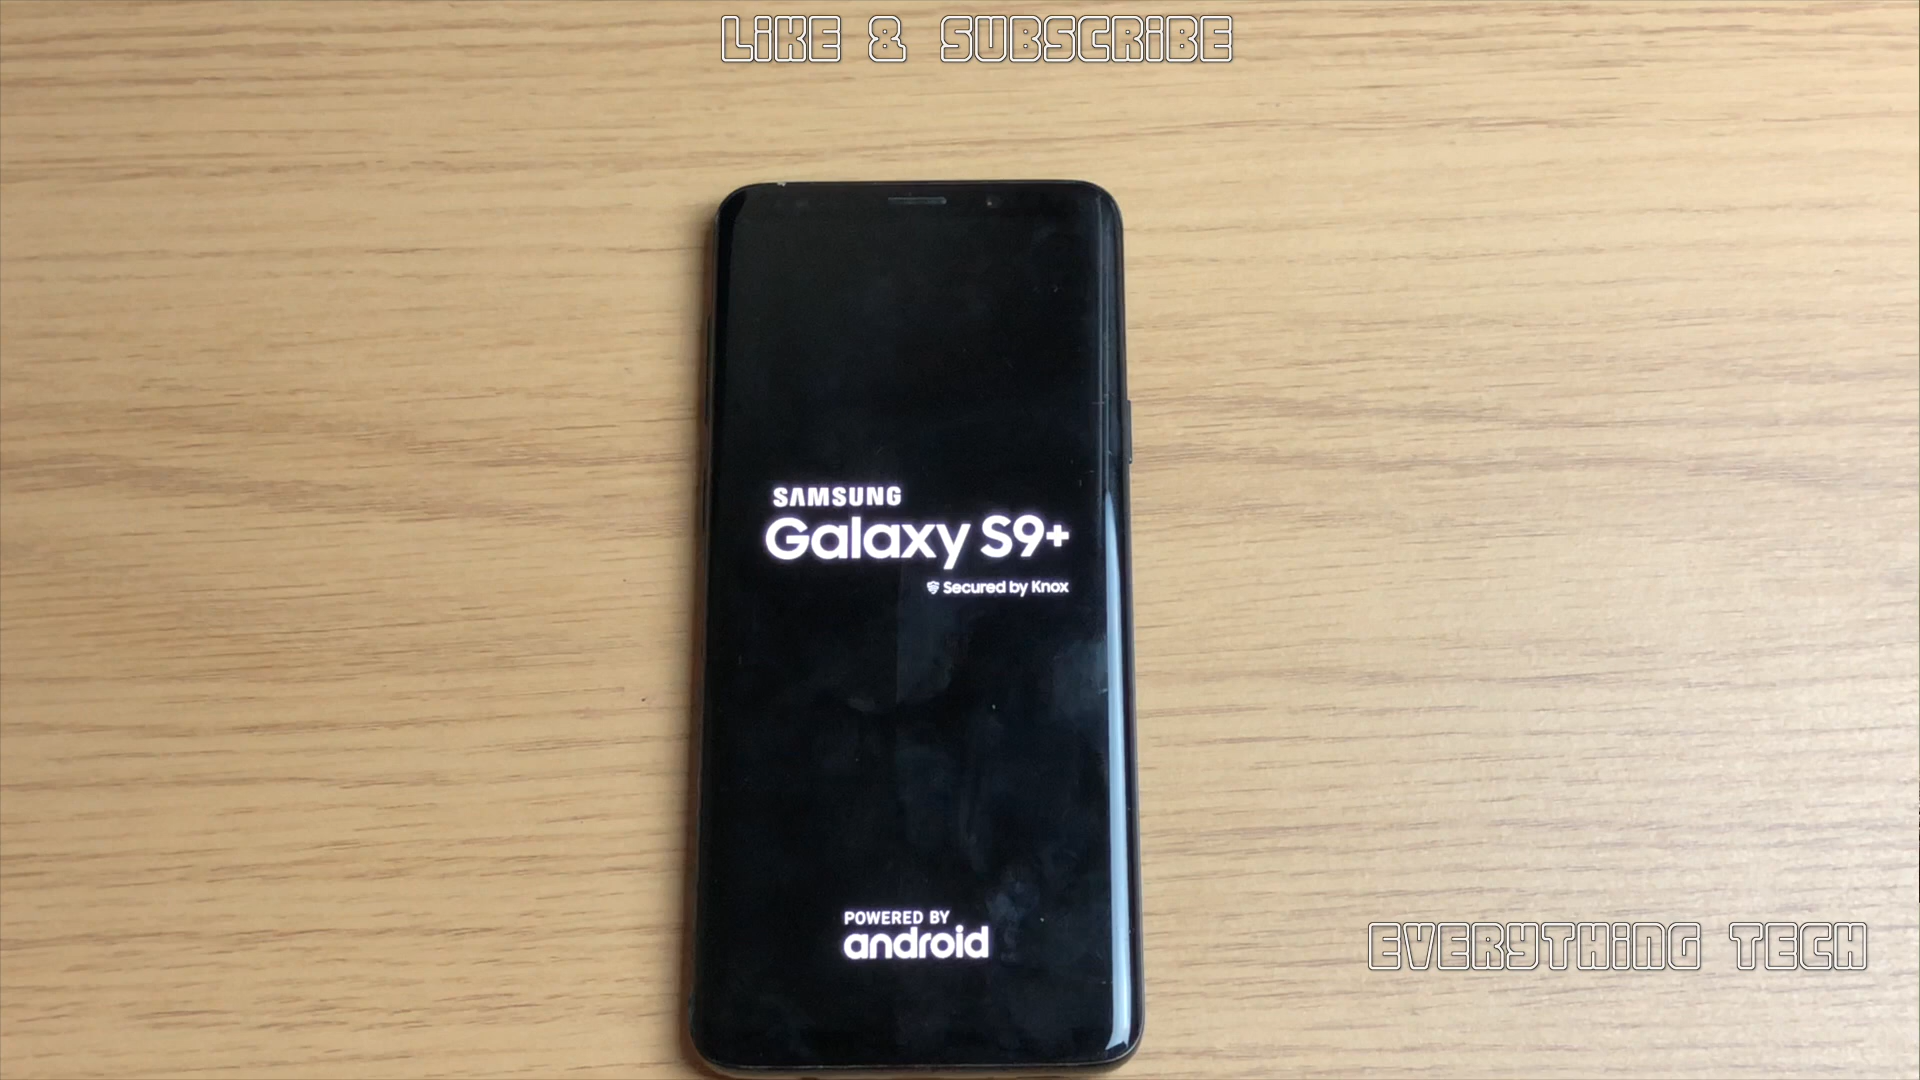 LIKE & SUBSCRIBE
SAMSUNG
Galaxy S9+
Secured by Knox
POWERED BY
android
EVERYTHING TECH